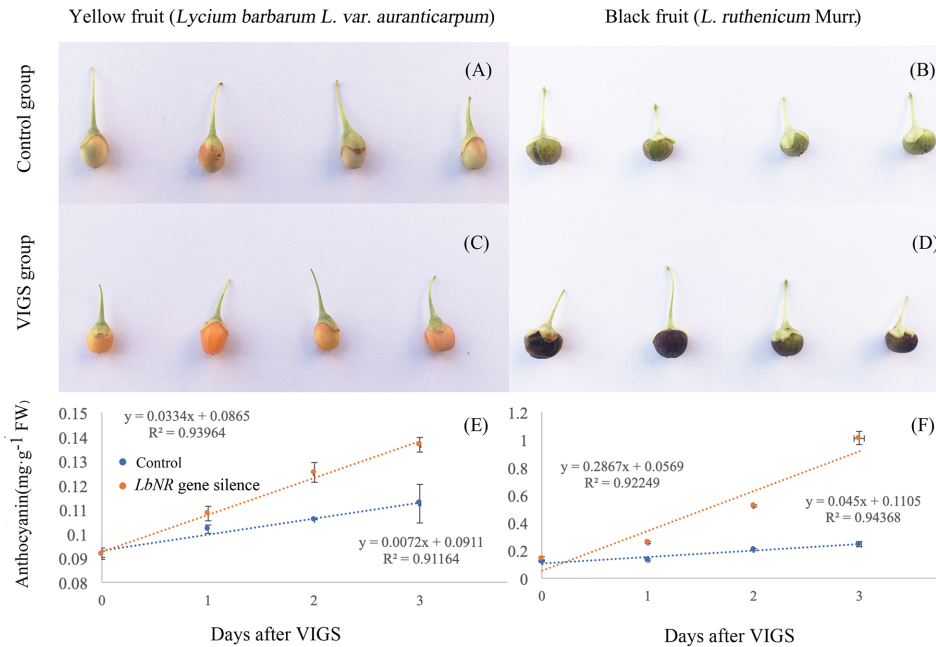 Yellow fruit (Lycium barbarum L. var. auranticarpum)
Black fruit (L. ruthenicum Murr.)
Control group
(A)
(B)
VIGS group
(C)
(D)
Anthocyanin(mg·g-1 FW)
0.15
0.14
0.13
0.12
0.11
0.1
0.09
0.08
y = 0.0334x + 0.0865
R² = 0.93964
(E)
Control
LbNR gene silence
y = 0.0072x + 0.0911
R² = 0.91164
0
1
2
3
Days after VIGS
1.2
1
0.8
0.6
0.4
0.2
0
(F)
y = 0.2867x + 0.0569
R² = 0.92249
y = 0.045x + 0.1105
R² = 0.94368
0
1
2
3
Days after VIGS